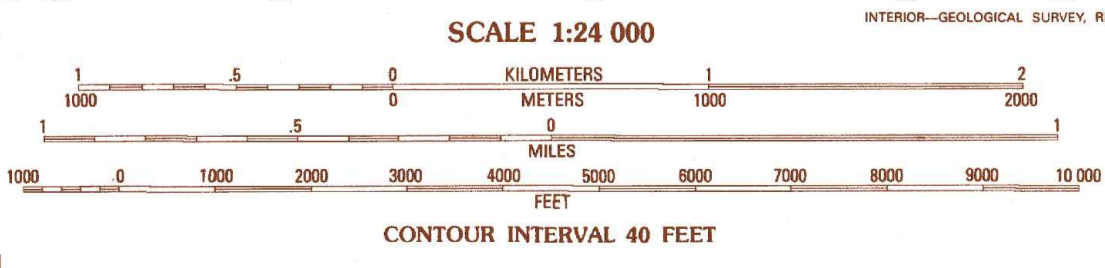 INTERIOR—GEOLOGICAL SURVEY, R
SCALE 1:24 000
1 .5 0 KILOMETERS 1 2
1000 0 METERS 1000 2000
1 .5 0 1
MILES
1000 0 1000 2000 3000 4000 5000 6000 7000 8000 9000 10 000
FEET
CONTOUR INTERVAL 40 FEET